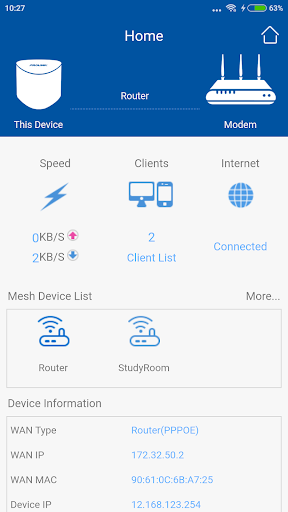 10:27
63%
Home
Router
This Device
Modem
Speed
Clients
Internet
0KB/S
2KB/S
2
Client List
Connected
Mesh Device List
More...
Router
StudyRoom
Device Information
WAN Type
Router(PPPOE)
WAN IP
172.32.50.2
WAN MAC
90:61:0C:6B:A7:25
Device IP
12.168.123.254